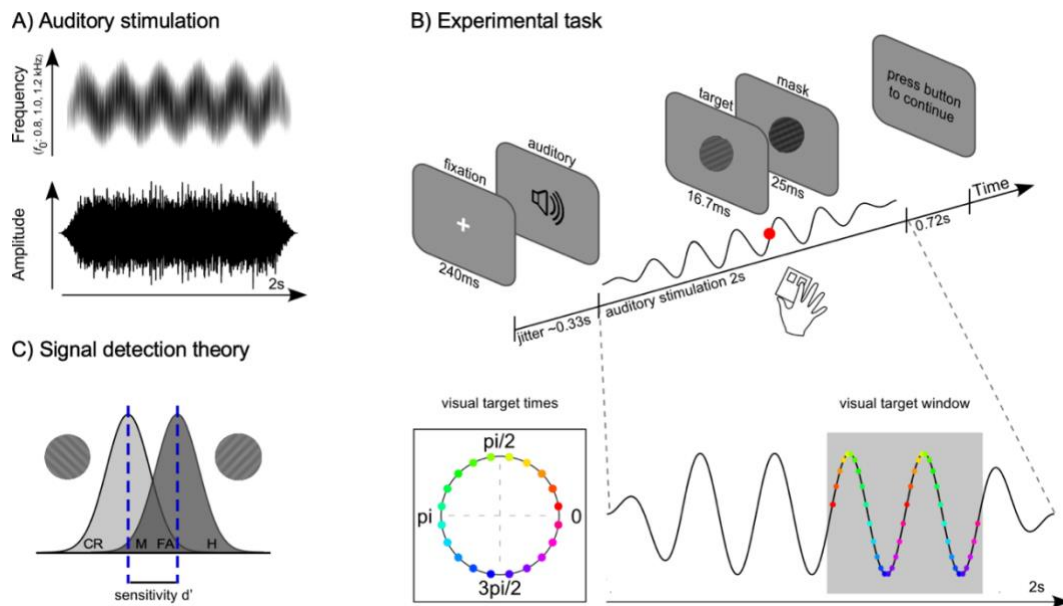 A) Auditory stimulation
Frequency
(f0: 0.8, 1.0, 1.2 kHz)
Amplitude
2s
B) Experimental task
fixation
240ms
auditory
target
16.7ms
mask
25ms
press button
to continue
jitter ~0.33s
auditory stimulation 2s
0.72s
Time
C) Signal detection theory
CR
M
FA
H
sensitivity d'
visual target times
pi/2
pi
0
3pi/2
visual target window
2s